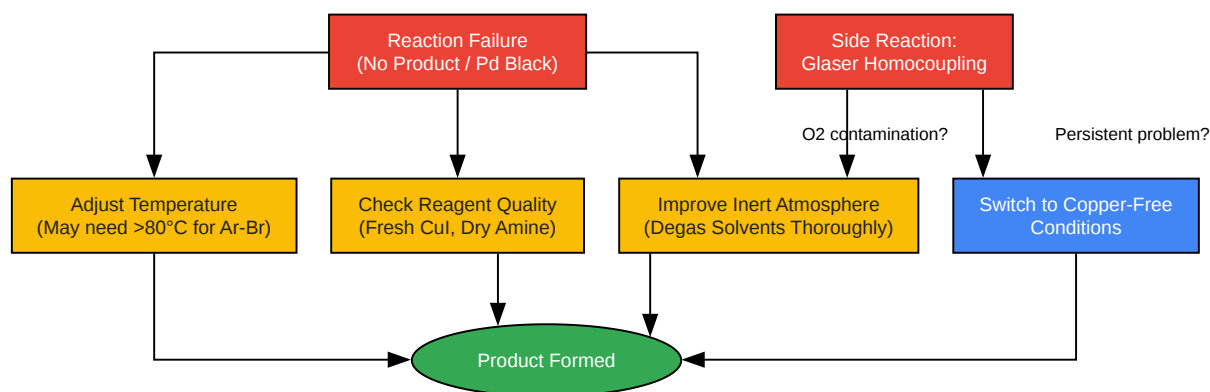 Reaction Failure
(No Product / Pd Black)
Side Reaction:
Glaser Homocoupling
O2 contamination?
Persistent problem?
Adjust Temperature
(May need >80°C for Ar-Br)
Check Reagent Quality
(Fresh CuI, Dry Amine)
Improve Inert Atmosphere
(Degas Solvents Thoroughly)
Switch to Copper-Free
Conditions
Product Formed